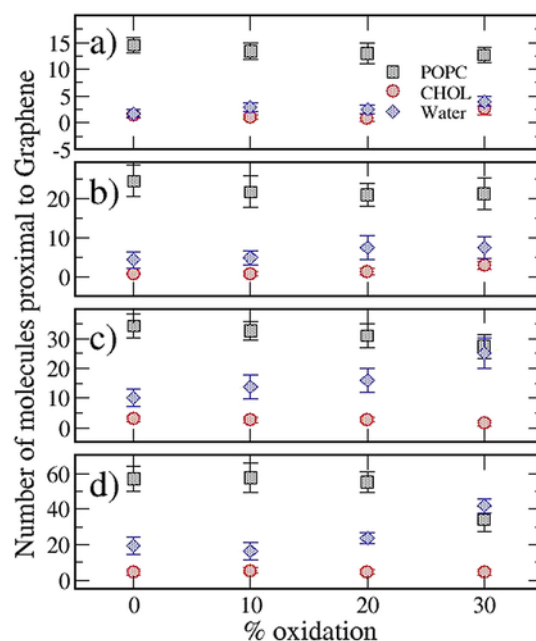 a)
15
10
5
0
-5
POPC
CHOL
Water
b)
20
10
0
c)
30
20
10
0
d)
60
40
20
0
0 10 20 30
% oxidation
Number of molecules proximal to Graphene